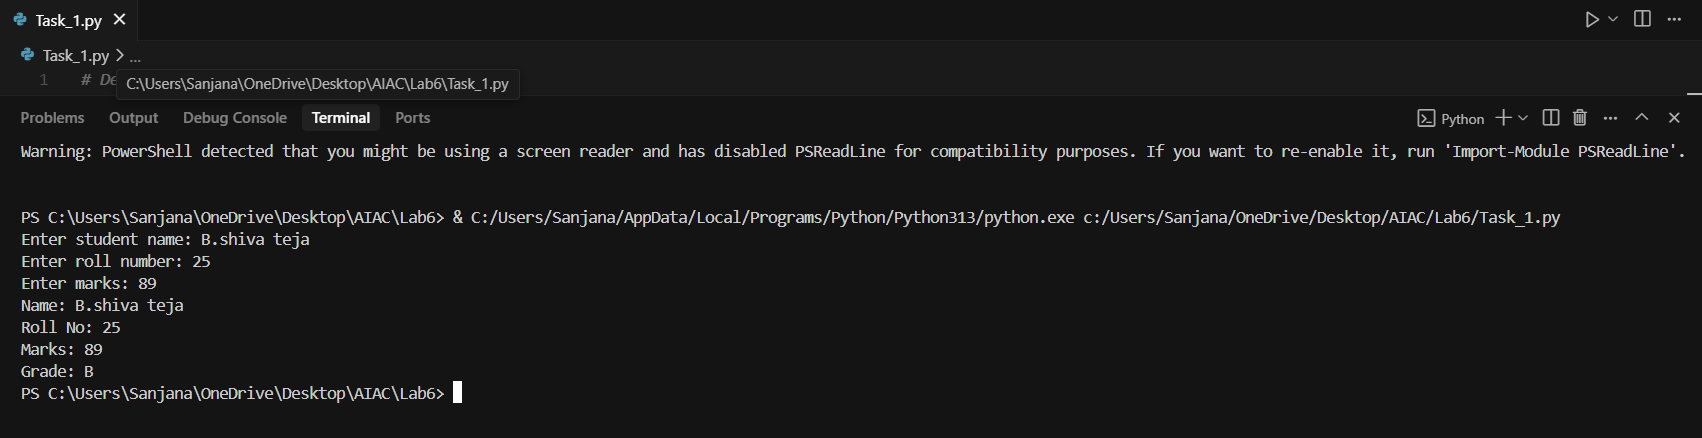 Task_1.py
Task_1.py > ...
1 # De
C:\Users\Sanjana\OneDrive\Desktop\AIAC\Lab6\Task_1.py
Problems Output Debug Console Terminal Ports Python
Warning: PowerShell detected that you might be using a screen reader and has disabled PSReadLine for compatibility purposes. If you want to re-enable it, run 'Import-Module PSReadLine'.
PS C:\Users\Sanjana\OneDrive\Desktop\AIAC\Lab6> & C:/Users/Sanjana/AppData/Local/Programs/Python/Python313/python.exe c:/Users/Sanjana/OneDrive/Desktop/AIAC/Lab6/Task_1.py
Enter student name: B.shiva teja
Enter roll number: 25
Enter marks: 89
Name: B.shiva teja
Roll No: 25
Marks: 89
Grade: B
PS C:\Users\Sanjana\OneDrive\Desktop\AIAC\Lab6>